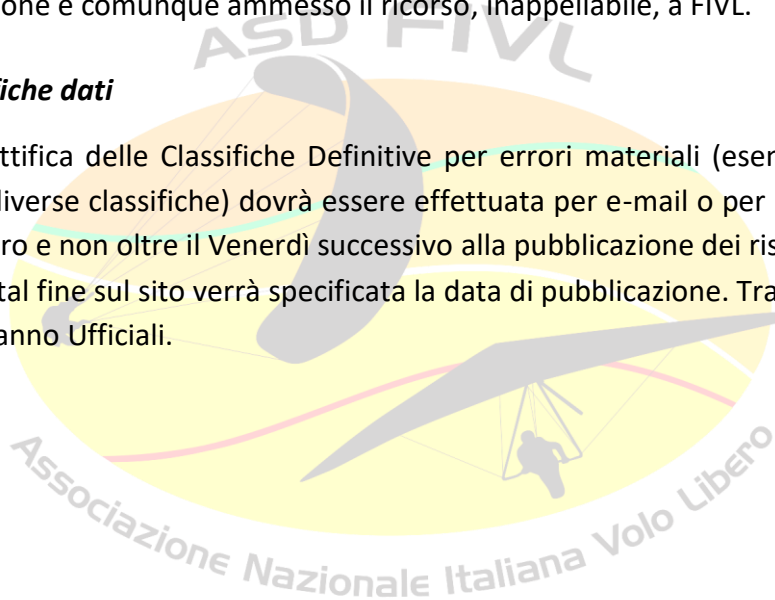 one è comunque ammesso il ricorso, inappellabile, a FIVL.
ASD FIVL
fiche dati
ttifica delle Classifiche Definitive per errori materiali (esen
diverse classifiche) dovrà essere effettuata per e-mail o per
ro e non oltre il Venerdì successivo alla pubblicazione dei ris
tal fine sul sito verrà specificata la data di pubblicazione. Tra
anno Ufficiali.
Associazione Nazionale Italiana Volo Libero